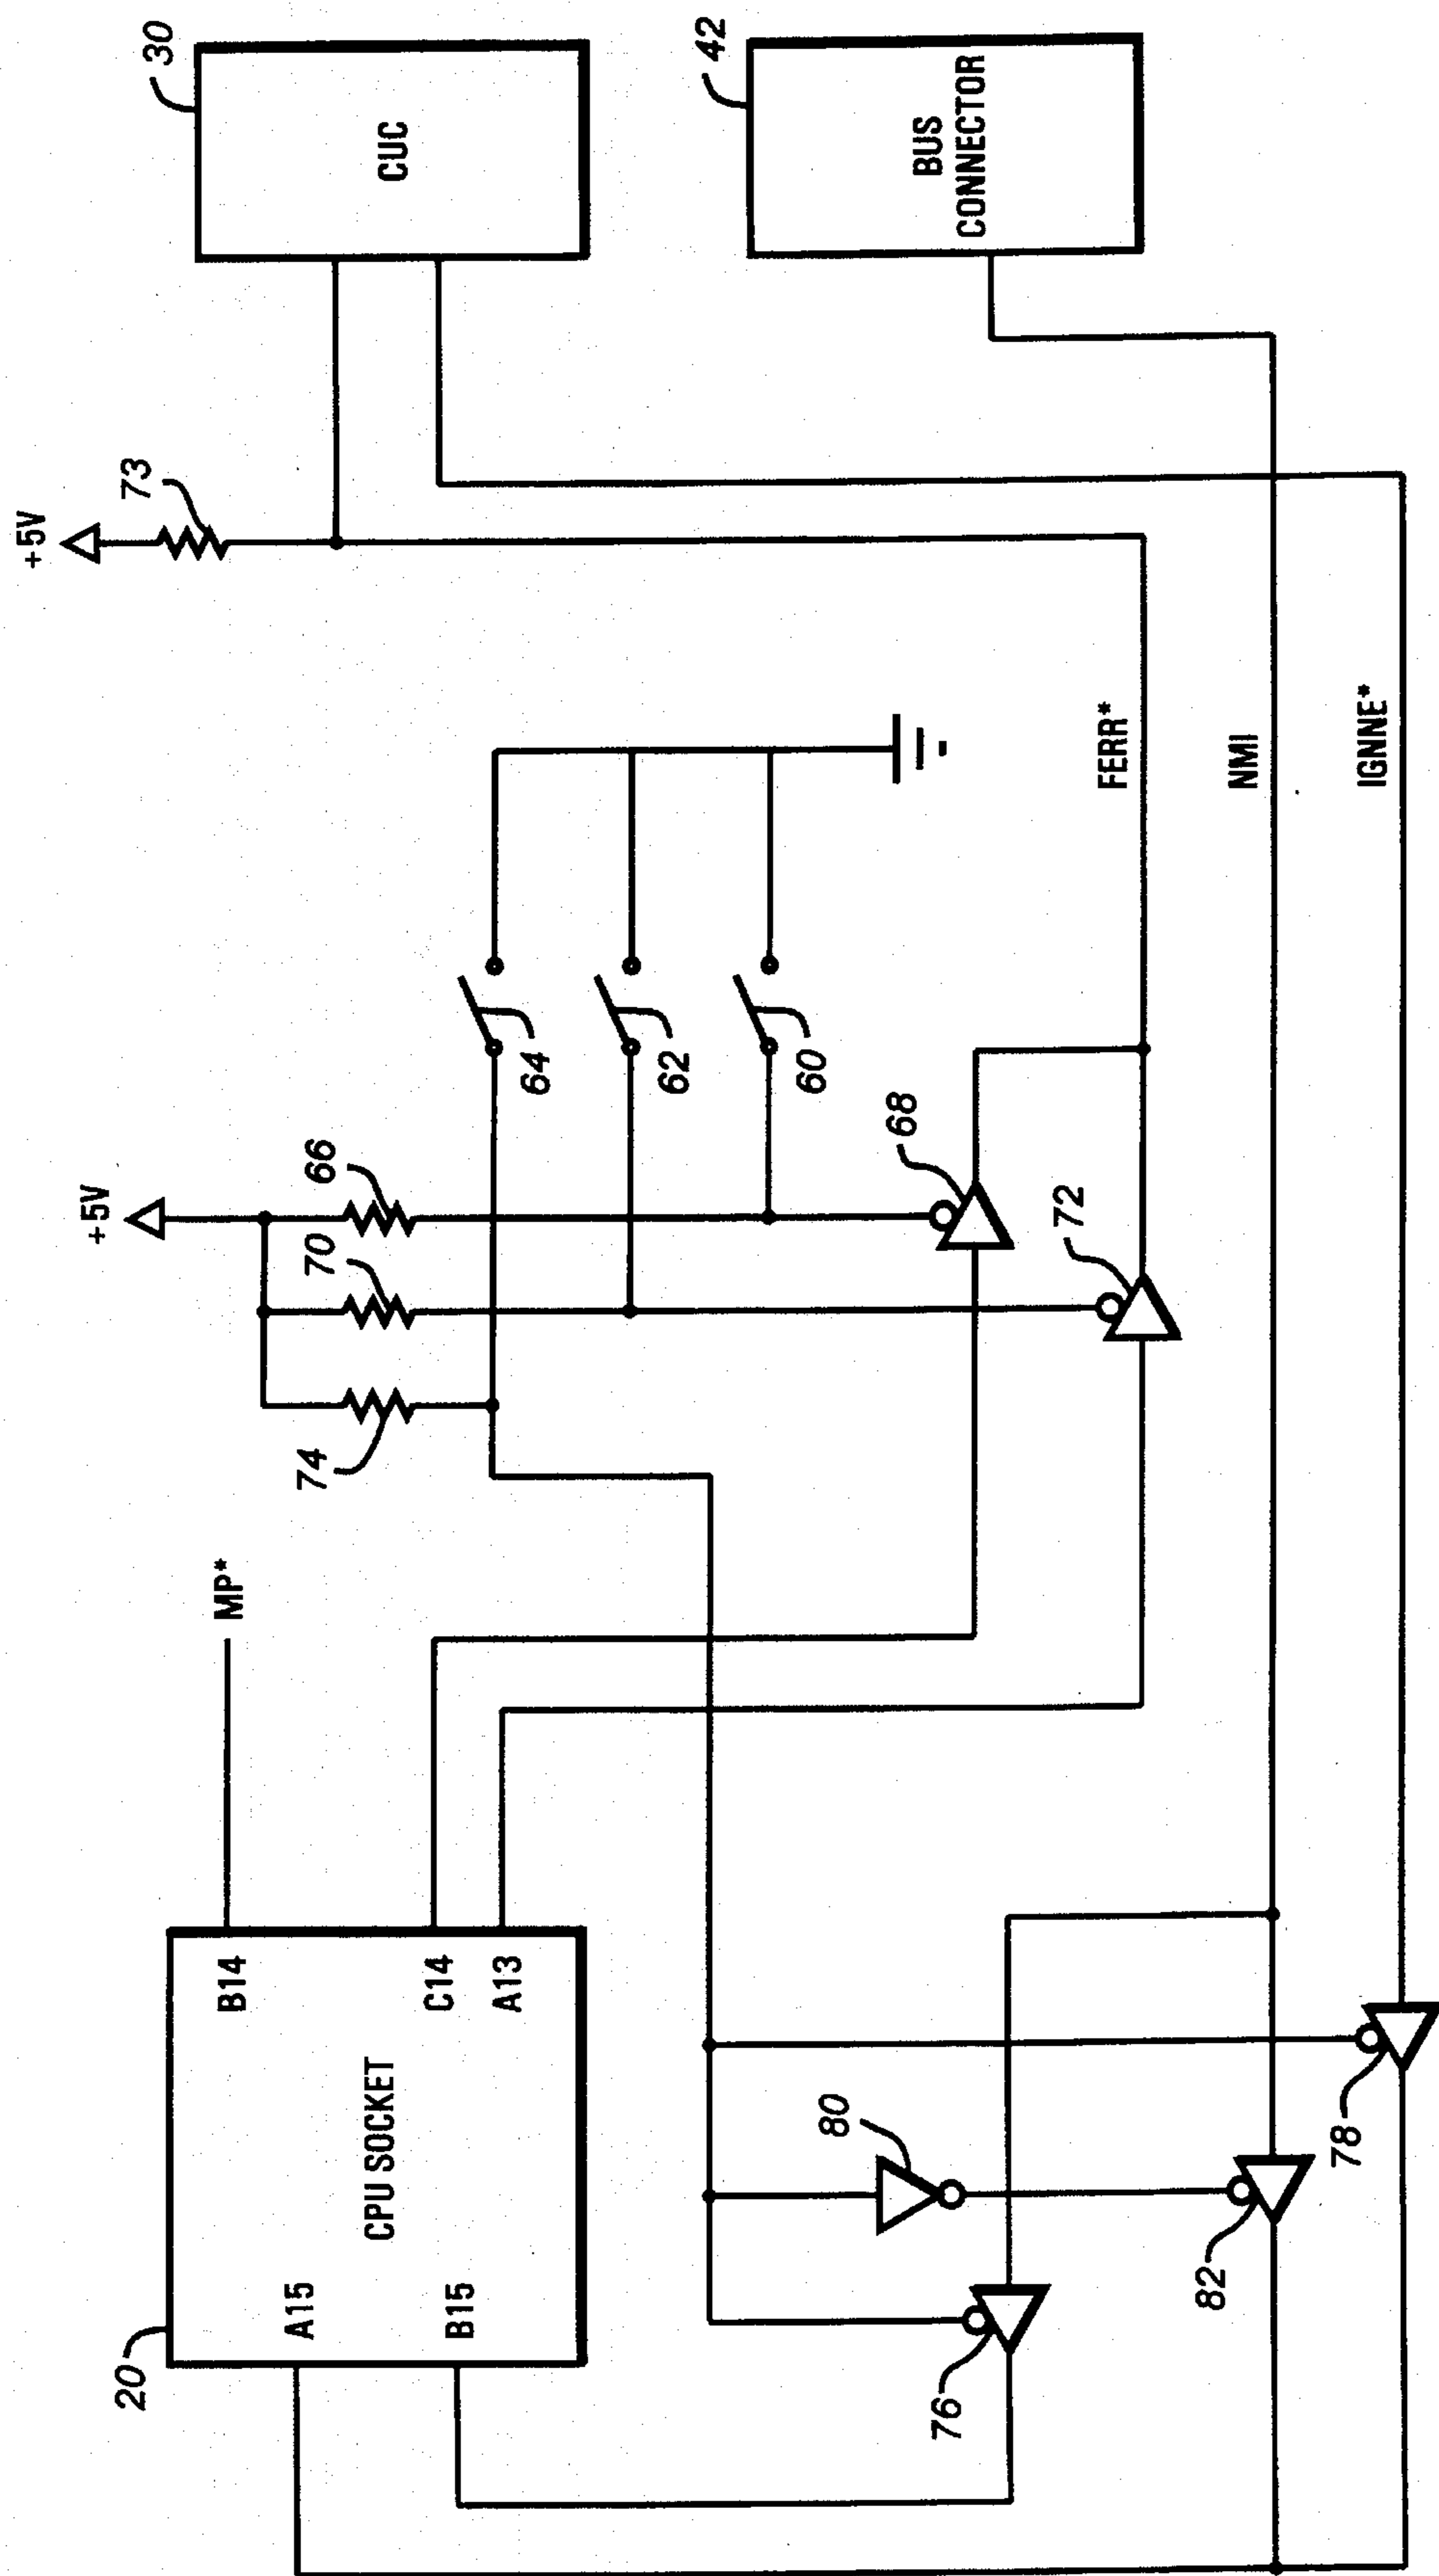 20
CPU SOCKET
A15
B15
B14
C14
A13
MP*
+5V
74
70
66
64
62
60
68
72
+5V
73
30
CUC
42
BUS
CONNECTOR
FERR*
NMI
IGNNE*
80
76
82
78